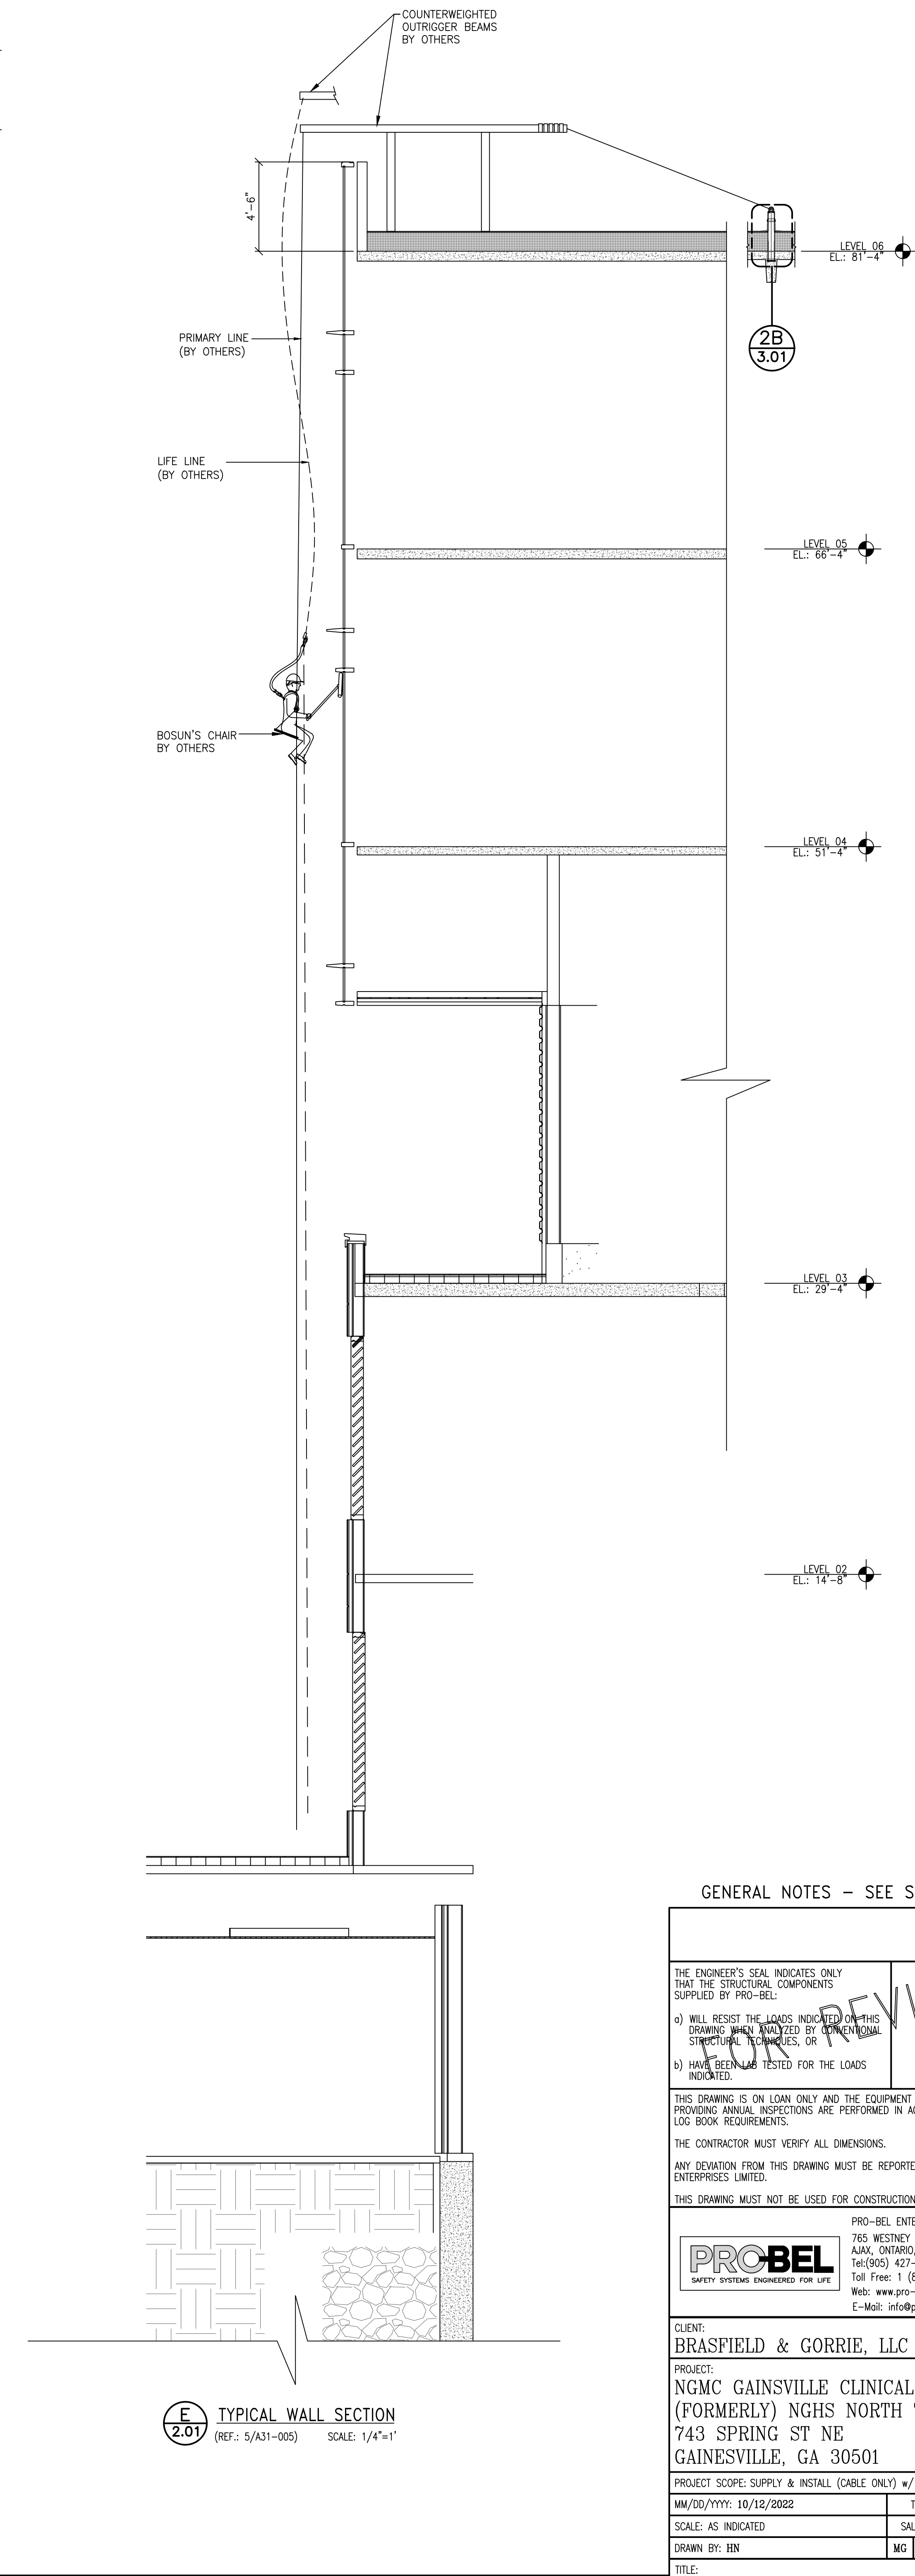 COUNTERWEIGHTED
OUTRIGGER BEAMS
BY OTHERS
4'-6"
LEVEL 06
EL.: 81'-4"
2B
3.01
PRIMARY LINE
(BY OTHERS)
LIFE LINE
(BY OTHERS)
LEVEL 05
EL.: 66'-4"
BOSUN'S CHAIR
BY OTHERS
LEVEL 04
EL.: 51'-4"
LEVEL 03
EL.: 29'-4"
LEVEL 02
EL.: 14'-8"
GENERAL NOTES – SEE S
THE ENGINEER'S SEAL INDICATES ONLY
THAT THE STRUCTURAL COMPONENTS
SUPPLIED BY PRO-BEL:
a) WILL RESIST THE LOADS INDICATED ON THIS
DRAWING WHEN ANALYZED BY CONVENTIONAL
STRUCTURAL TECHNIQUES, OR
b) HAVE BEEN LAB TESTED FOR THE LOADS
INDICATED.
FOR REVI
THIS DRAWING IS ON LOAN ONLY AND THE EQUIPMENT
PROVIDING ANNUAL INSPECTIONS ARE PERFORMED IN A
LOG BOOK REQUIREMENTS.
THE CONTRACTOR MUST VERIFY ALL DIMENSIONS.
ANY DEVIATION FROM THIS DRAWING MUST BE REPORTE
ENTERPRISES LIMITED.
THIS DRAWING MUST NOT BE USED FOR CONSTRUCTION
PRO-BEL
SAFETY SYSTEMS ENGINEERED FOR LIFE
PRO-BEL ENTE
765 WESTNEY
AJAX, ONTARIO,
Tel:(905) 427-
Toll Free: 1 (8
Web: www.pro-
E-Mail: info@p
CLIENT:
BRASFIELD & GORRIE, LLC
PROJECT:
NGMC GAINSVILLE CLINICAL
(FORMERLY) NGHS NORTH
743 SPRING ST NE
GAINESVILLE, GA 30501
PROJECT SCOPE: SUPPLY & INSTALL (CABLE ONLY) w/
MM/DD/YYYY: 10/12/2022
T
SCALE: AS INDICATED
SAL
DRAWN BY: HN
MG
TITLE:
E
2.01
TYPICAL WALL SECTION
(REF.: 5/A31-005) SCALE: 1/4"=1'